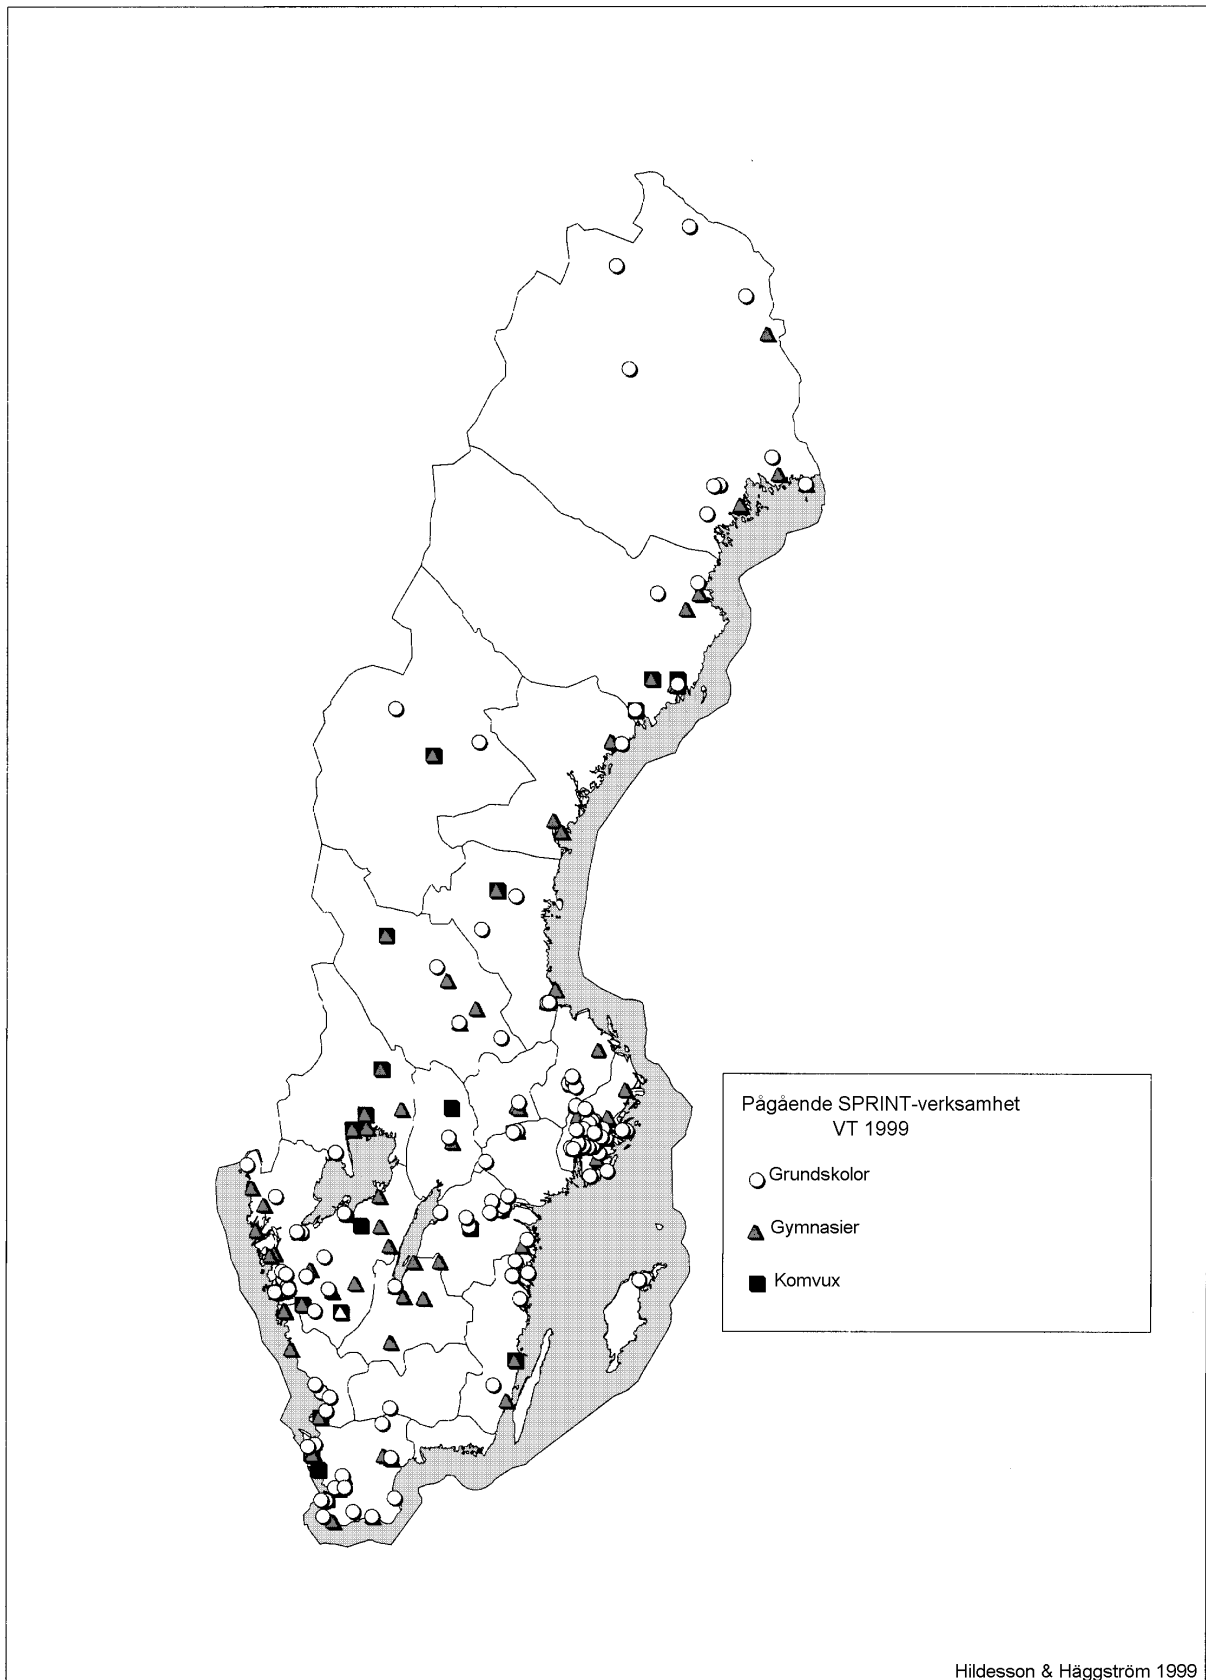 Pågående SPRINT-verksamhet
VT 1999
Grundskolor
Gymnasier
Komvux
Hildesson & Häggström 1999